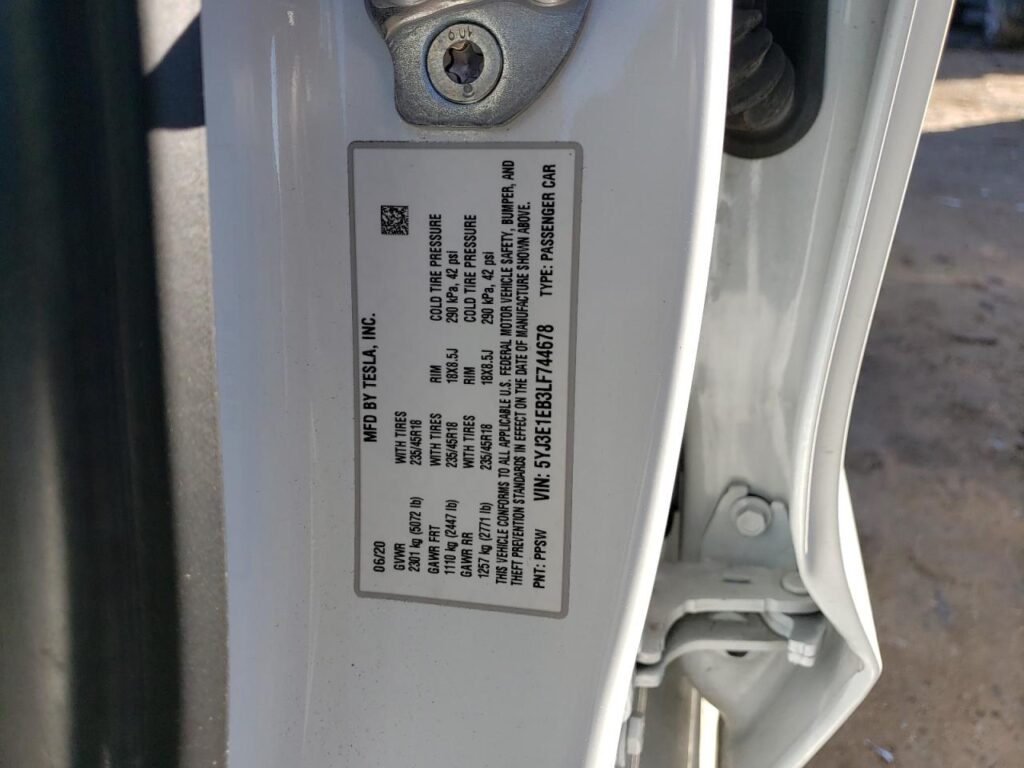 MFD BY TESLA, INC.
06/20
GVWR WITH TIRES
2301 kg (5072 lb) 235/45R18
GAWR FRT WITH TIRES RIM COLD TIRE PRESSURE
1110 kg (2447 lb) 235/45R18 18X8.5J 290 kPa, 42 psi
GAWR RR WITH TIRES RIM COLD TIRE PRESSURE
1257 kg (2771 lb) 235/45R18 18X8.5J 290 kPa, 42 psi
THIS VEHICLE CONFORMS TO ALL APPLICABLE U.S. FEDERAL MOTOR VEHICLE SAFETY, BUMPER, AND
THEFT PREVENTION STANDARDS IN EFFECT ON THE DATE OF MANUFACTURE SHOWN ABOVE.
PNT: PPSW VIN: 5YJ3E1EB3LF744678 TYPE: PASSENGER CAR